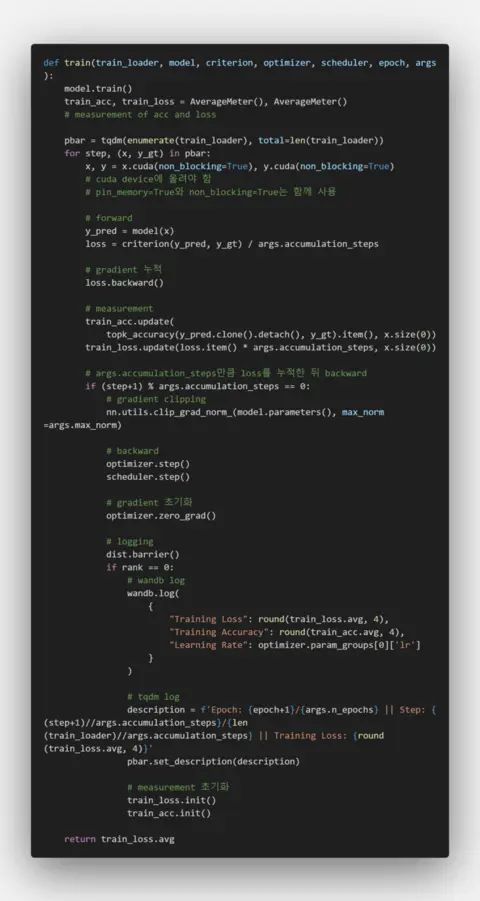 def train(train_loader, model, criterion, optimizer, scheduler, epoch, args
):
    model.train()
    train_acc, train_loss = AverageMeter(), AverageMeter()
    # measurement of acc and loss

    pbar = tqdm(enumerate(train_loader), total=len(train_loader))
    for step, (x, y_gt) in pbar:
        x, y = x.cuda(non_blocking=True), y.cuda(non_blocking=True)
        # cuda device에 올려야 함
        # pin_memory=True와 non_blocking=True는 함께 사용

        # forward
        y_pred = model(x)
        loss = criterion(y_pred, y_gt) / args.accumulation_steps

        # gradient 누적
        loss.backward()

        # measurement
        train_acc.update(
            topk_accuracy(y_pred.clone().detach(), y_gt).item(), x.size(0))
        train_loss.update(loss.item() * args.accumulation_steps, x.size(0))

        # args.accumulation_steps만큼 loss를 누적한 뒤 backward
        if (step+1) % args.accumulation_steps == 0:
            # gradient clipping
            nn.utils.clip_grad_norm_(model.parameters(), max_norm
=args.max_norm)

            # backward
            optimizer.step()
            scheduler.step()

            # gradient 초기화
            optimizer.zero_grad()

            # logging
            dist.barrier()
            if rank == 0:
                # wandb log
                wandb.log(
                    {
                        "Training Loss": round(train_loss.avg, 4),
                        "Training Accuracy": round(train_acc.avg, 4),
                        "Learning Rate": optimizer.param_groups[0]['lr']
                    }
                )

                # tqdm log
                description = f'Epoch: {epoch+1}/{args.n_epochs} || Step: {
(step+1)//args.accumulation_steps}/{len
(train_loader)//args.accumulation_steps} || Training Loss: {round
(train_loss.avg, 4)}'
                pbar.set_description(description)

                # measurement 초기화
                train_loss.init()
                train_acc.init()

    return train_loss.avg